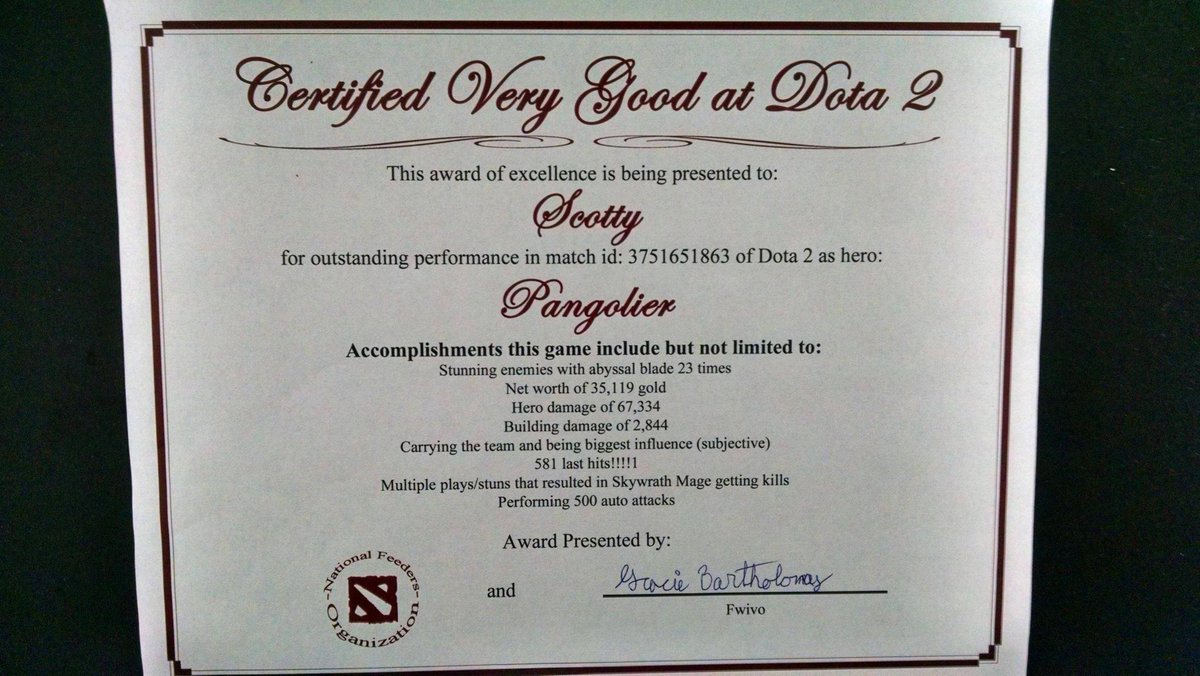 Certified Very Good at Dota 2
This award of excellence is being presented to:
Scotty
for outstanding performance in match id: 3751651863 of Dota 2 as hero:
Pangolier
Accomplishments this game include but not limited to:
Stunning enemies with abyssal blade 23 times
Net worth of 35,119 gold
Hero damage of 67,334
Building damage of 2,844
Carrying the team and being biggest influence (subjective)
581 last hits!!!!1
Multiple plays/stuns that resulted in Skywrath Mage getting kills
Performing 500 auto attacks
Award Presented by:
-National Feeders-
Organization
and
Gracie Bartholomay
Fwivo